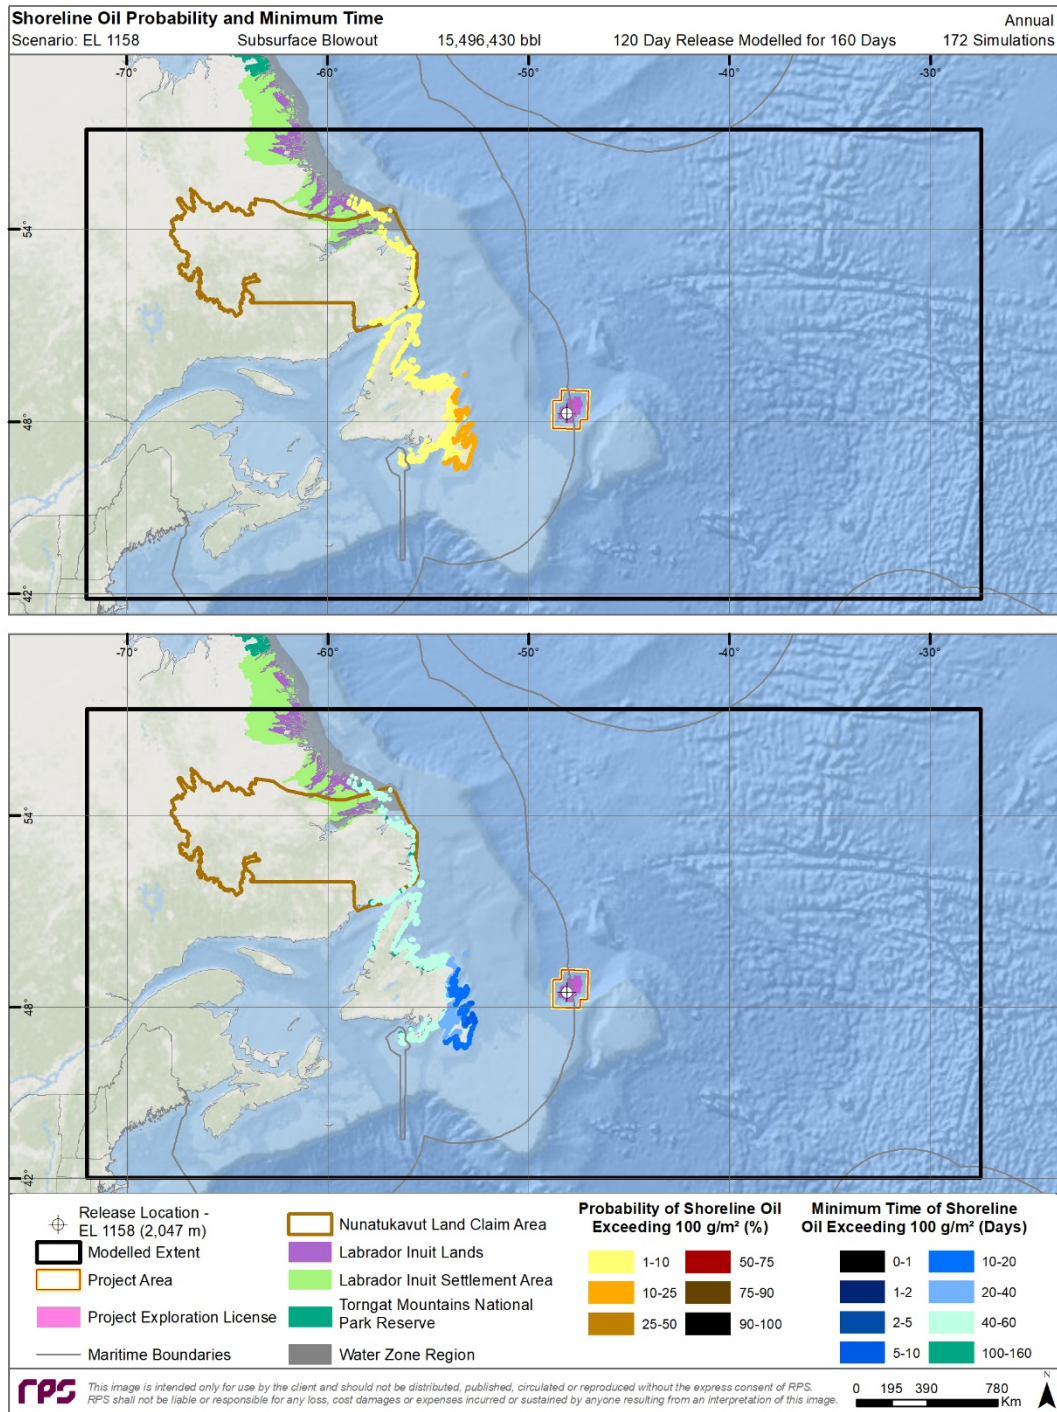 Shoreline Oil Probability and Minimum Time
Annual
Scenario: EL 1158 Subsurface Blowout 15,496,430 bbl 120 Day Release Modelled for 160 Days 172 Simulations
-70° -60° -50° -40° -30°
54°
48°
42°
-70° -60° -50° -40° -30°
54°
48°
42°
Release Location -
EL 1158 (2,047 m)
Modelled Extent
Project Area
Project Exploration License
Maritime Boundaries
Nunatukavut Land Claim Area
Labrador Inuit Lands
Labrador Inuit Settlement Area
Torngat Mountains National
Park Reserve
Water Zone Region
Probability of Shoreline Oil
Exceeding 100 g/m² (%)
1-10 50-75
10-25 75-90
25-50 90-100
Minimum Time of Shoreline
Oil Exceeding 100 g/m² (Days)
0-1 10-20
1-2 20-40
2-5 40-60
5-10 100-160
rps
This image is intended only for use by the client and should not be distributed, published, circulated or reproduced without the express consent of RPS.
RPS shall not be liable or responsible for any loss, cost damages or expenses incurred or sustained by anyone resulting from an interpretation of this image.
0 195 390 780
Km
N